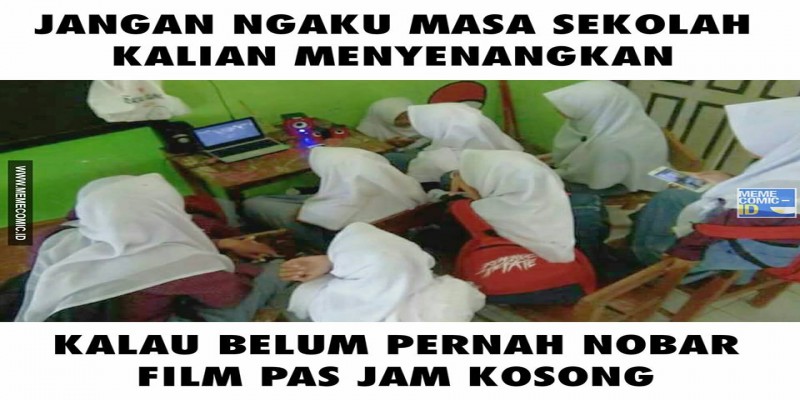 JANGAN NGAKU MASA SEKOLAH
KALIAN MENYENANGKAN
WWW.MEMECOMIC.ID
MEME
COMIC
ID
KALAU BELUM PERNAH NOBAR
FILM PAS JAM KOSONG